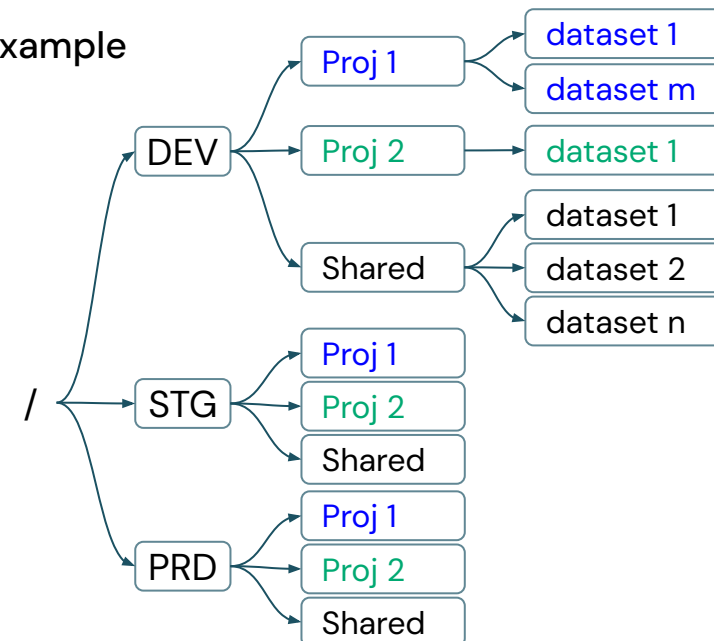 xample
Proj 1
dataset 1
dataset m
DEV
Proj 2
dataset 1
Shared
dataset 1
dataset 2
dataset n
/
STG
Proj 1
Proj 2
Shared
PRD
Proj 1
Proj 2
Shared